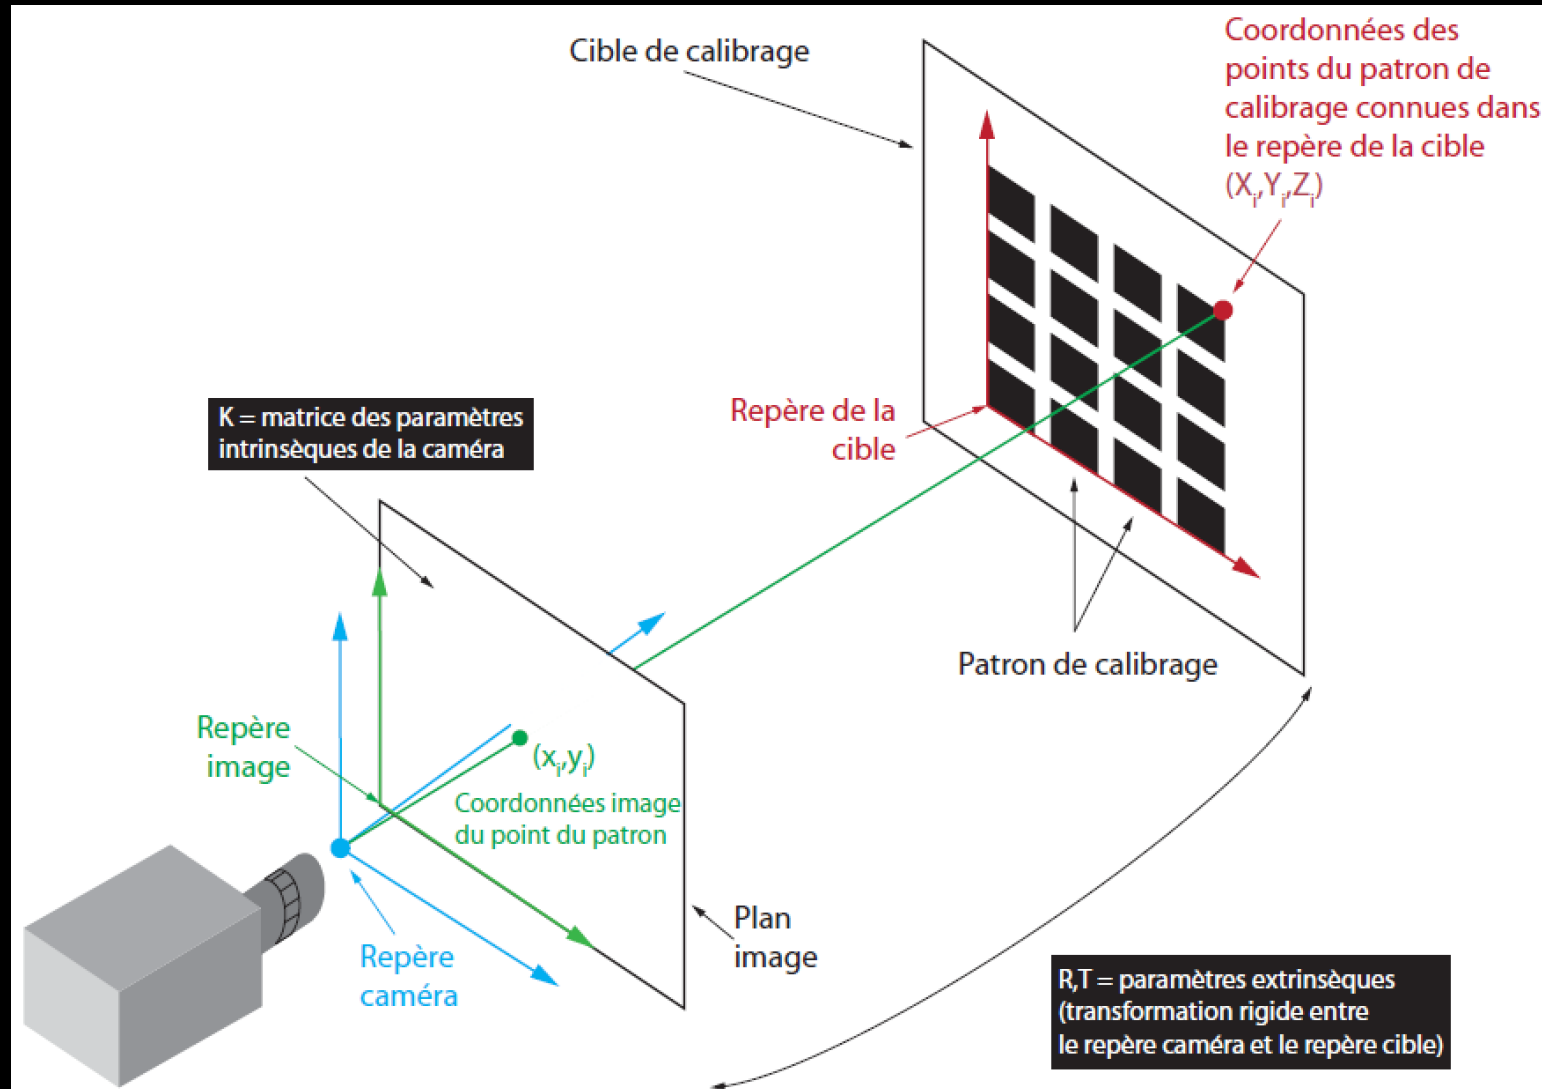 Cible de calibrage
Coordonnées des
points du patron de
calibrage connues dans
le repère de la cible
(Xi,Yi,Zi)
K = matrice des paramètres
intrinsèques de la caméra
Repère de la
cible
Patron de calibrage
Repère
image
(xi,yi)
Coordonnées image
du point du patron
Plan
image
Repère
caméra
R,T = paramètres extrinsèques
(transformation rigide entre
le repère caméra et le repère cible)